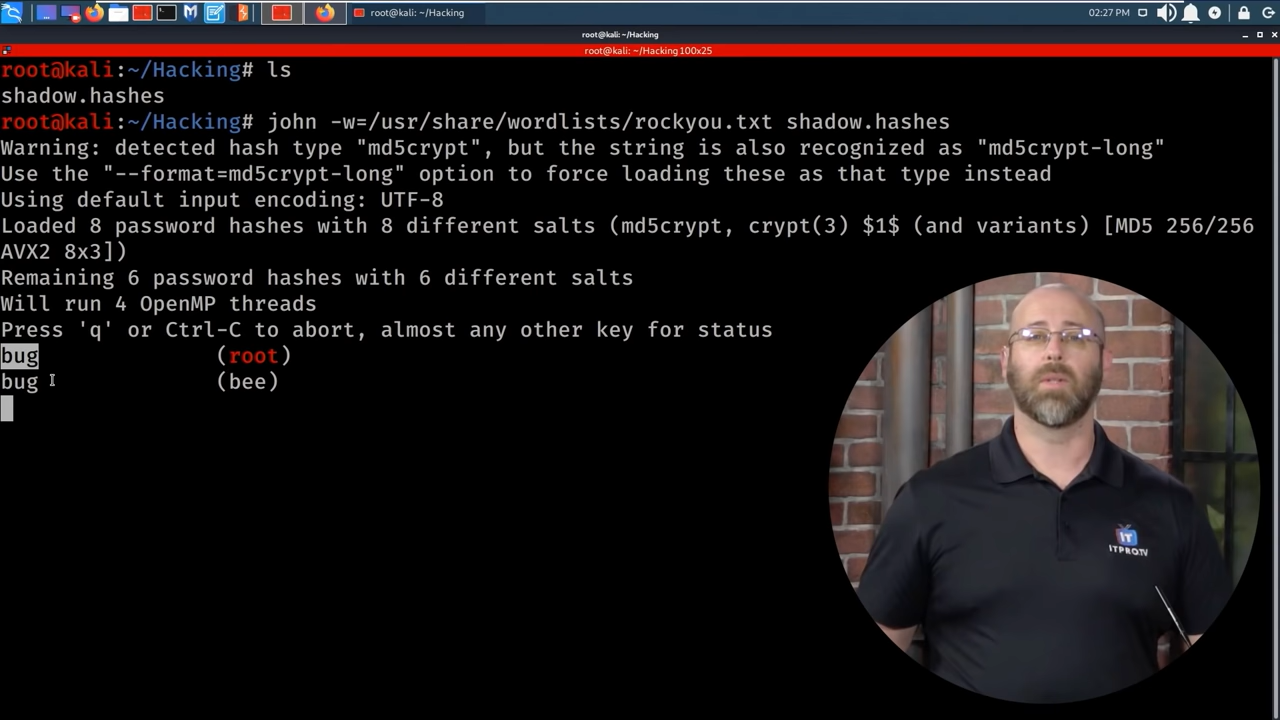 root@kali: ~/Hacking
02:27 PM
root@kali: ~/Hacking
root@kali: ~/Hacking100x25
root@kali:~/Hacking# ls
shadow.hashes
root@kali:~/Hacking# john -w=/usr/share/wordlists/rockyou.txt shadow.hashes
Warning: detected hash type "md5crypt", but the string is also recognized as "md5crypt-long"
Use the "--format=md5crypt-long" option to force loading these as that type instead
Using default input encoding: UTF-8
Loaded 8 password hashes with 8 different salts (md5crypt, crypt(3) $1$ (and variants) [MD5 256/256
AVX2 8x3])
Remaining 6 password hashes with 6 different salts
Will run 4 OpenMP threads
Press 'q' or Ctrl-C to abort, almost any other key for status
bug (root)
bug (bee)
IT
ITPRO.TV